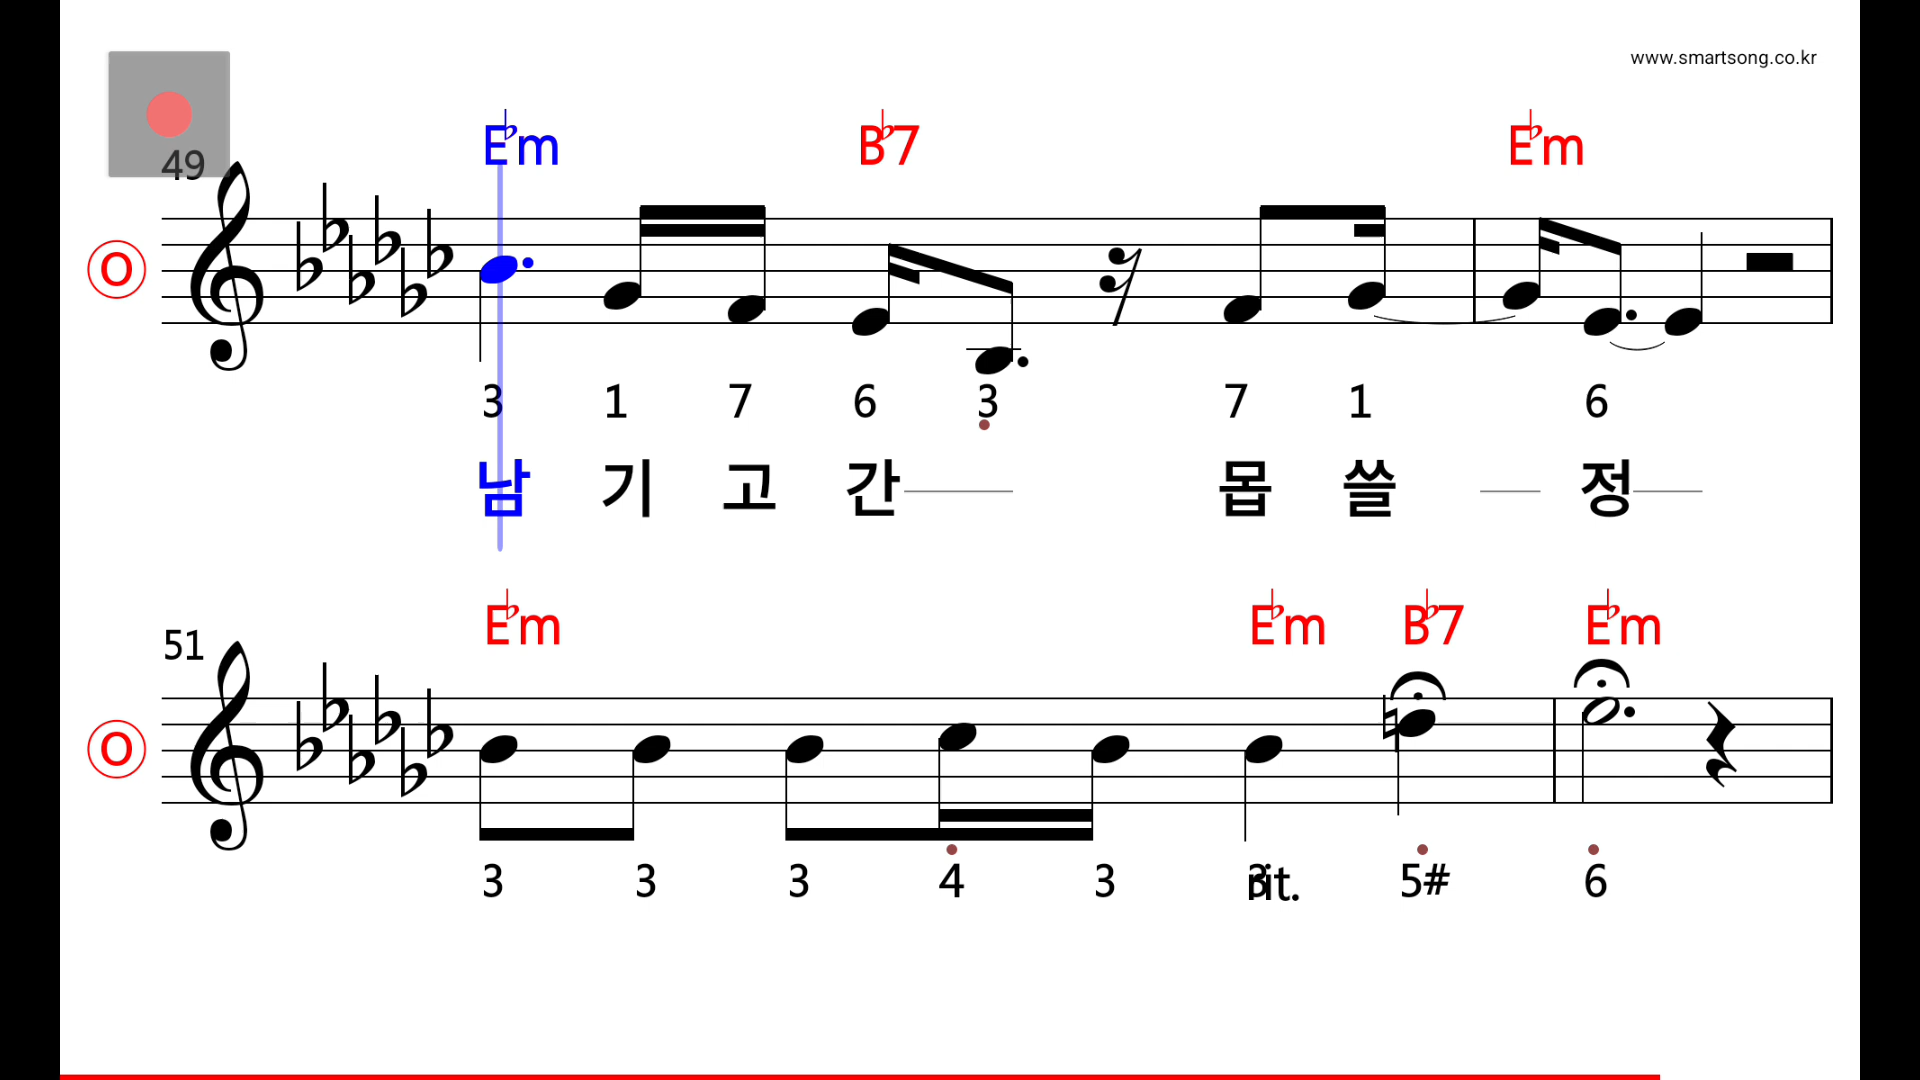 www.smartsong.co.kr
E♭m B♭7 E♭m
49
O
3 1 7 6 3 7 1 6
남 기 고 간 몹 쓸 정
E♭m E♭m B♭7 E♭m
51
O
3 3 3 4 3 3 5# 6
rit.